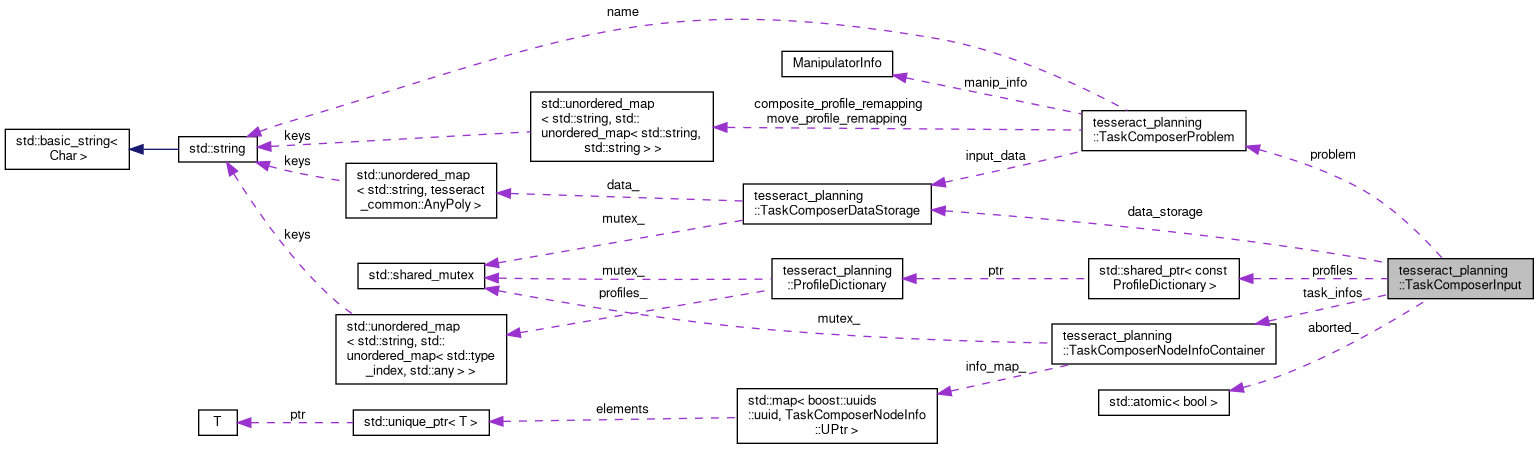 name
ManipulatorInfo
manip_info
std::unordered_map
< std::string, std::
unordered_map< std::string,
std::string > >
composite_profile_remapping
move_profile_remapping
tesseract_planning
::TaskComposerProblem
std::basic_string<
Char >
std::string
keys
keys
keys
std::unordered_map
< std::string, tesseract
_common::AnyPoly >
data_
input_data
problem
tesseract_planning
::TaskComposerDataStorage
data_storage
mutex_
std::shared_mutex
mutex_
profiles_
tesseract_planning
::ProfileDictionary
ptr
std::shared_ptr< const
ProfileDictionary >
profiles
tesseract_planning
::TaskComposerInput
task_infos
mutex_
aborted_
std::unordered_map
< std::string, std::
unordered_map< std::type
_index, std::any > >
tesseract_planning
::TaskComposerNodeInfoContainer
info_map_
std::atomic< bool >
std::map< boost::uuids
::uuid, TaskComposerNodeInfo
::UPtr >
elements
std::unique_ptr< T >
ptr
T